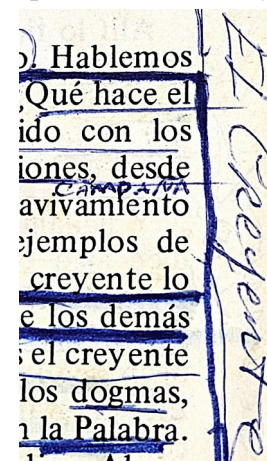 Hablemos
Qué hace el
ido con los
iones, desde
CAMPAÑA
avivamiento
ejemplos de
creyente lo
e los demás
s el creyente
los dogmas,
n la Palabra.
El Creyente